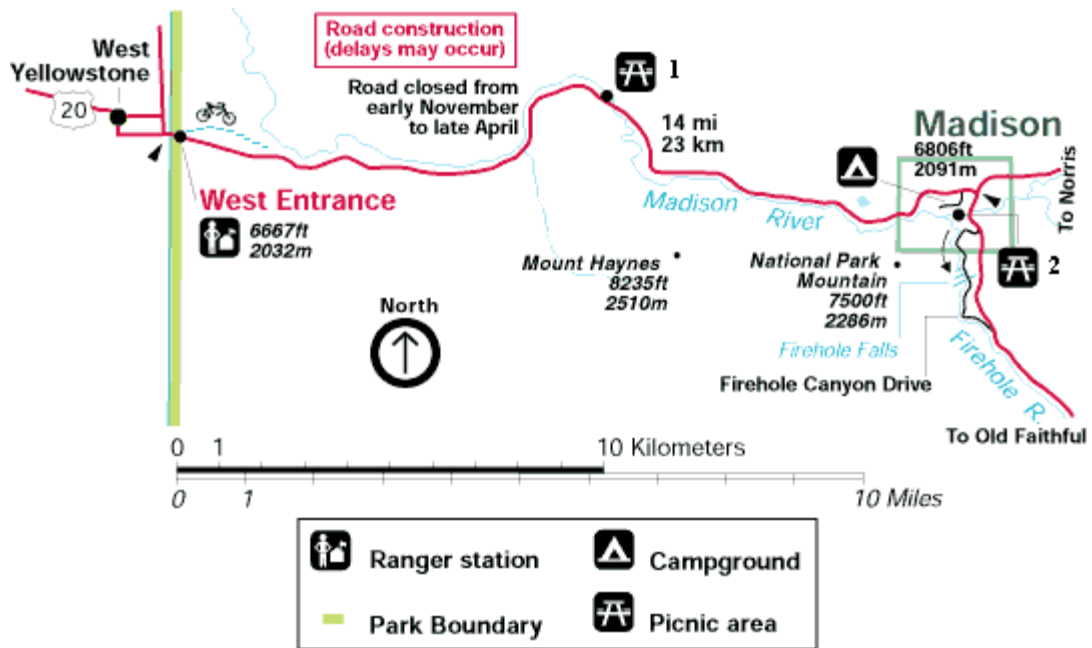 West
Yellowstone
20
Road construction
(delays may occur)
Road closed from
early November
to late April
1
14 mi
23 km
Madison
6806ft
2091m
To Norris
West Entrance
6667ft
2032m
Madison River
Mount Haynes
8235ft
2510m
National Park
Mountain
7500ft
2286m
2
North
Firehole Falls
Firehole Canyon Drive
Firehole R.
To Old Faithful
0 1 10 Kilometers
0 1 10 Miles
Ranger station
Campground
Park Boundary
Picnic area